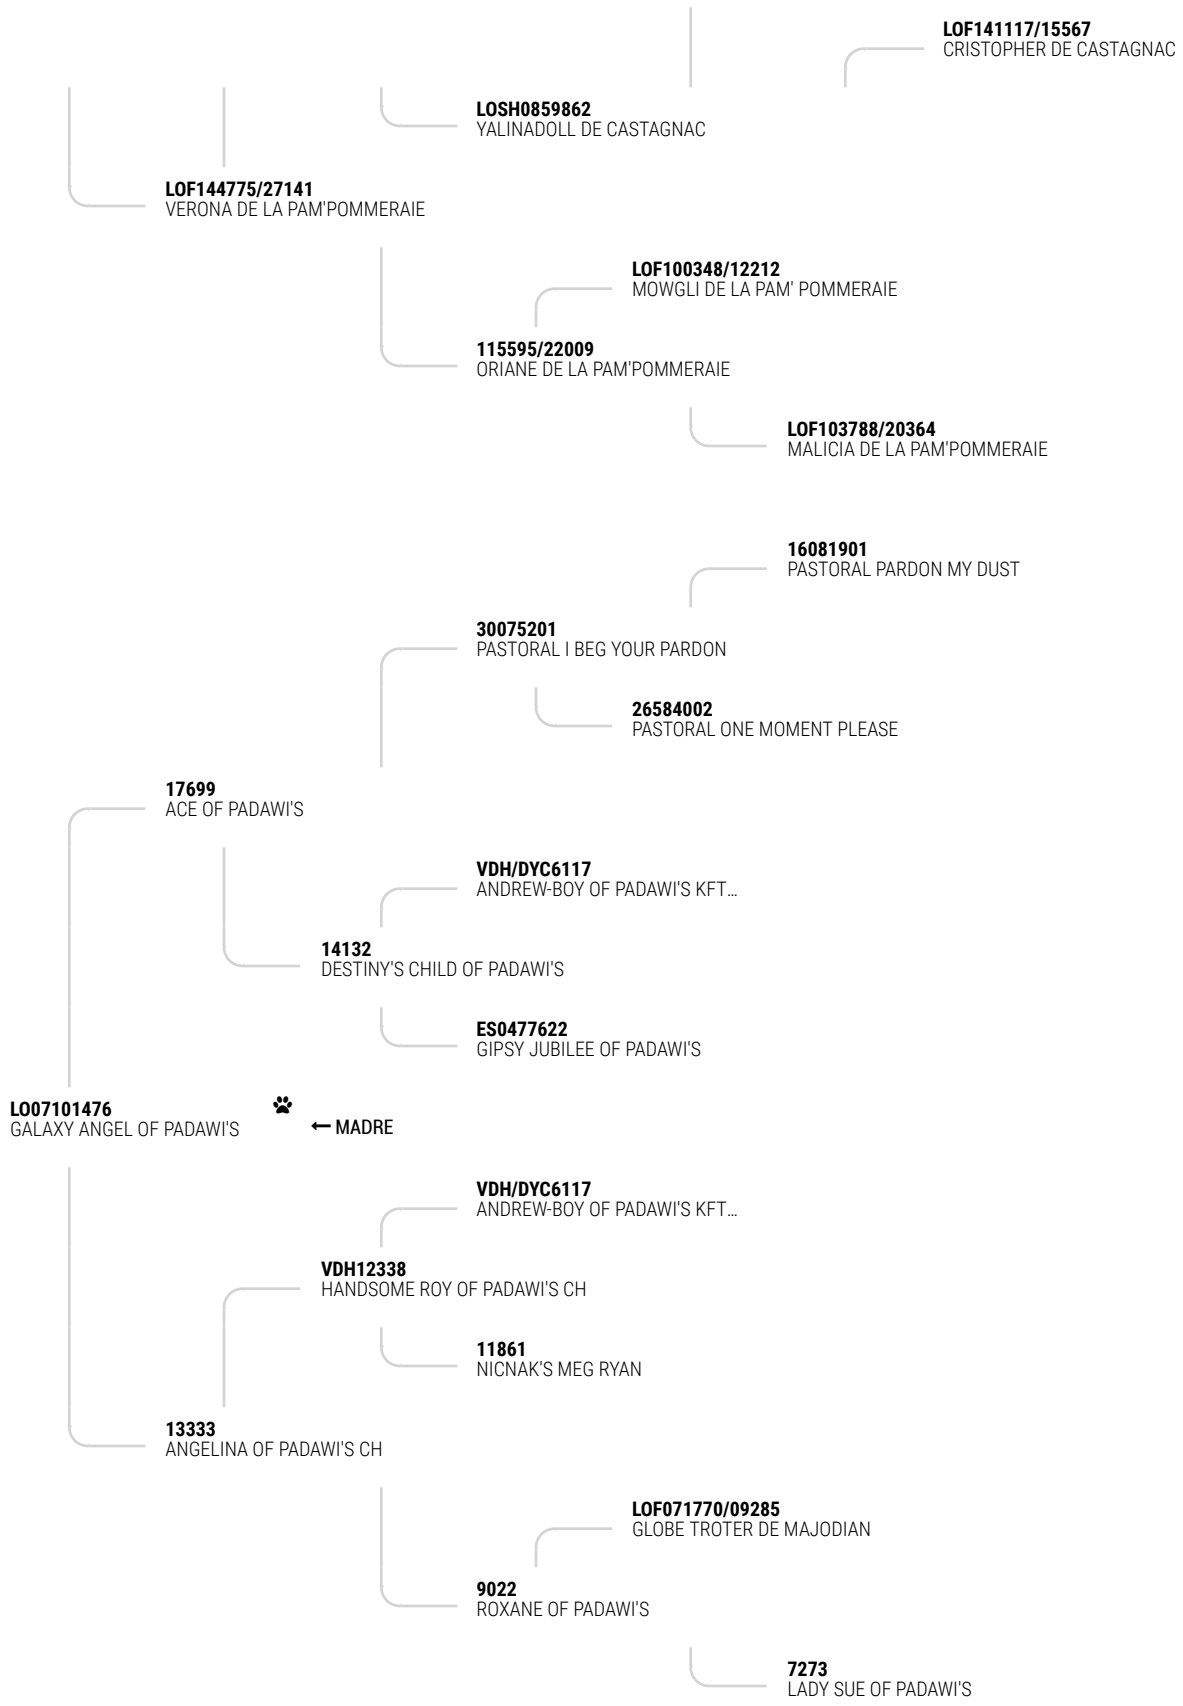 LOF141117/15567
CRISTOPHER DE CASTAGNAC
LOSH0859862
YALINADOLL DE CASTAGNAC
LOF144775/27141
VERONA DE LA PAM'POMMERAIE
LOF100348/12212
MOWGLI DE LA PAM' POMMERAIE
115595/22009
ORIANE DE LA PAM'POMMERAIE
LOF103788/20364
MALICIA DE LA PAM'POMMERAIE
16081901
PASTORAL PARDON MY DUST
30075201
PASTORAL I BEG YOUR PARDON
26584002
PASTORAL ONE MOMENT PLEASE
17699
ACE OF PADAWI'S
VDH/DYC6117
ANDREW-BOY OF PADAWI'S KFT...
14132
DESTINY'S CHILD OF PADAWI'S
ES0477622
GIPSY JUBILEE OF PADAWI'S
LO07101476
GALAXY ANGEL OF PADAWI'S
← MADRE
VDH/DYC6117
ANDREW-BOY OF PADAWI'S KFT...
VDH12338
HANDSOME ROY OF PADAWI'S CH
11861
NICNAK'S MEG RYAN
13333
ANGELINA OF PADAWI'S CH
LOF071770/09285
GLOBE TROTER DE MAJODIAN
9022
ROXANE OF PADAWI'S
7273
LADY SUE OF PADAWI'S